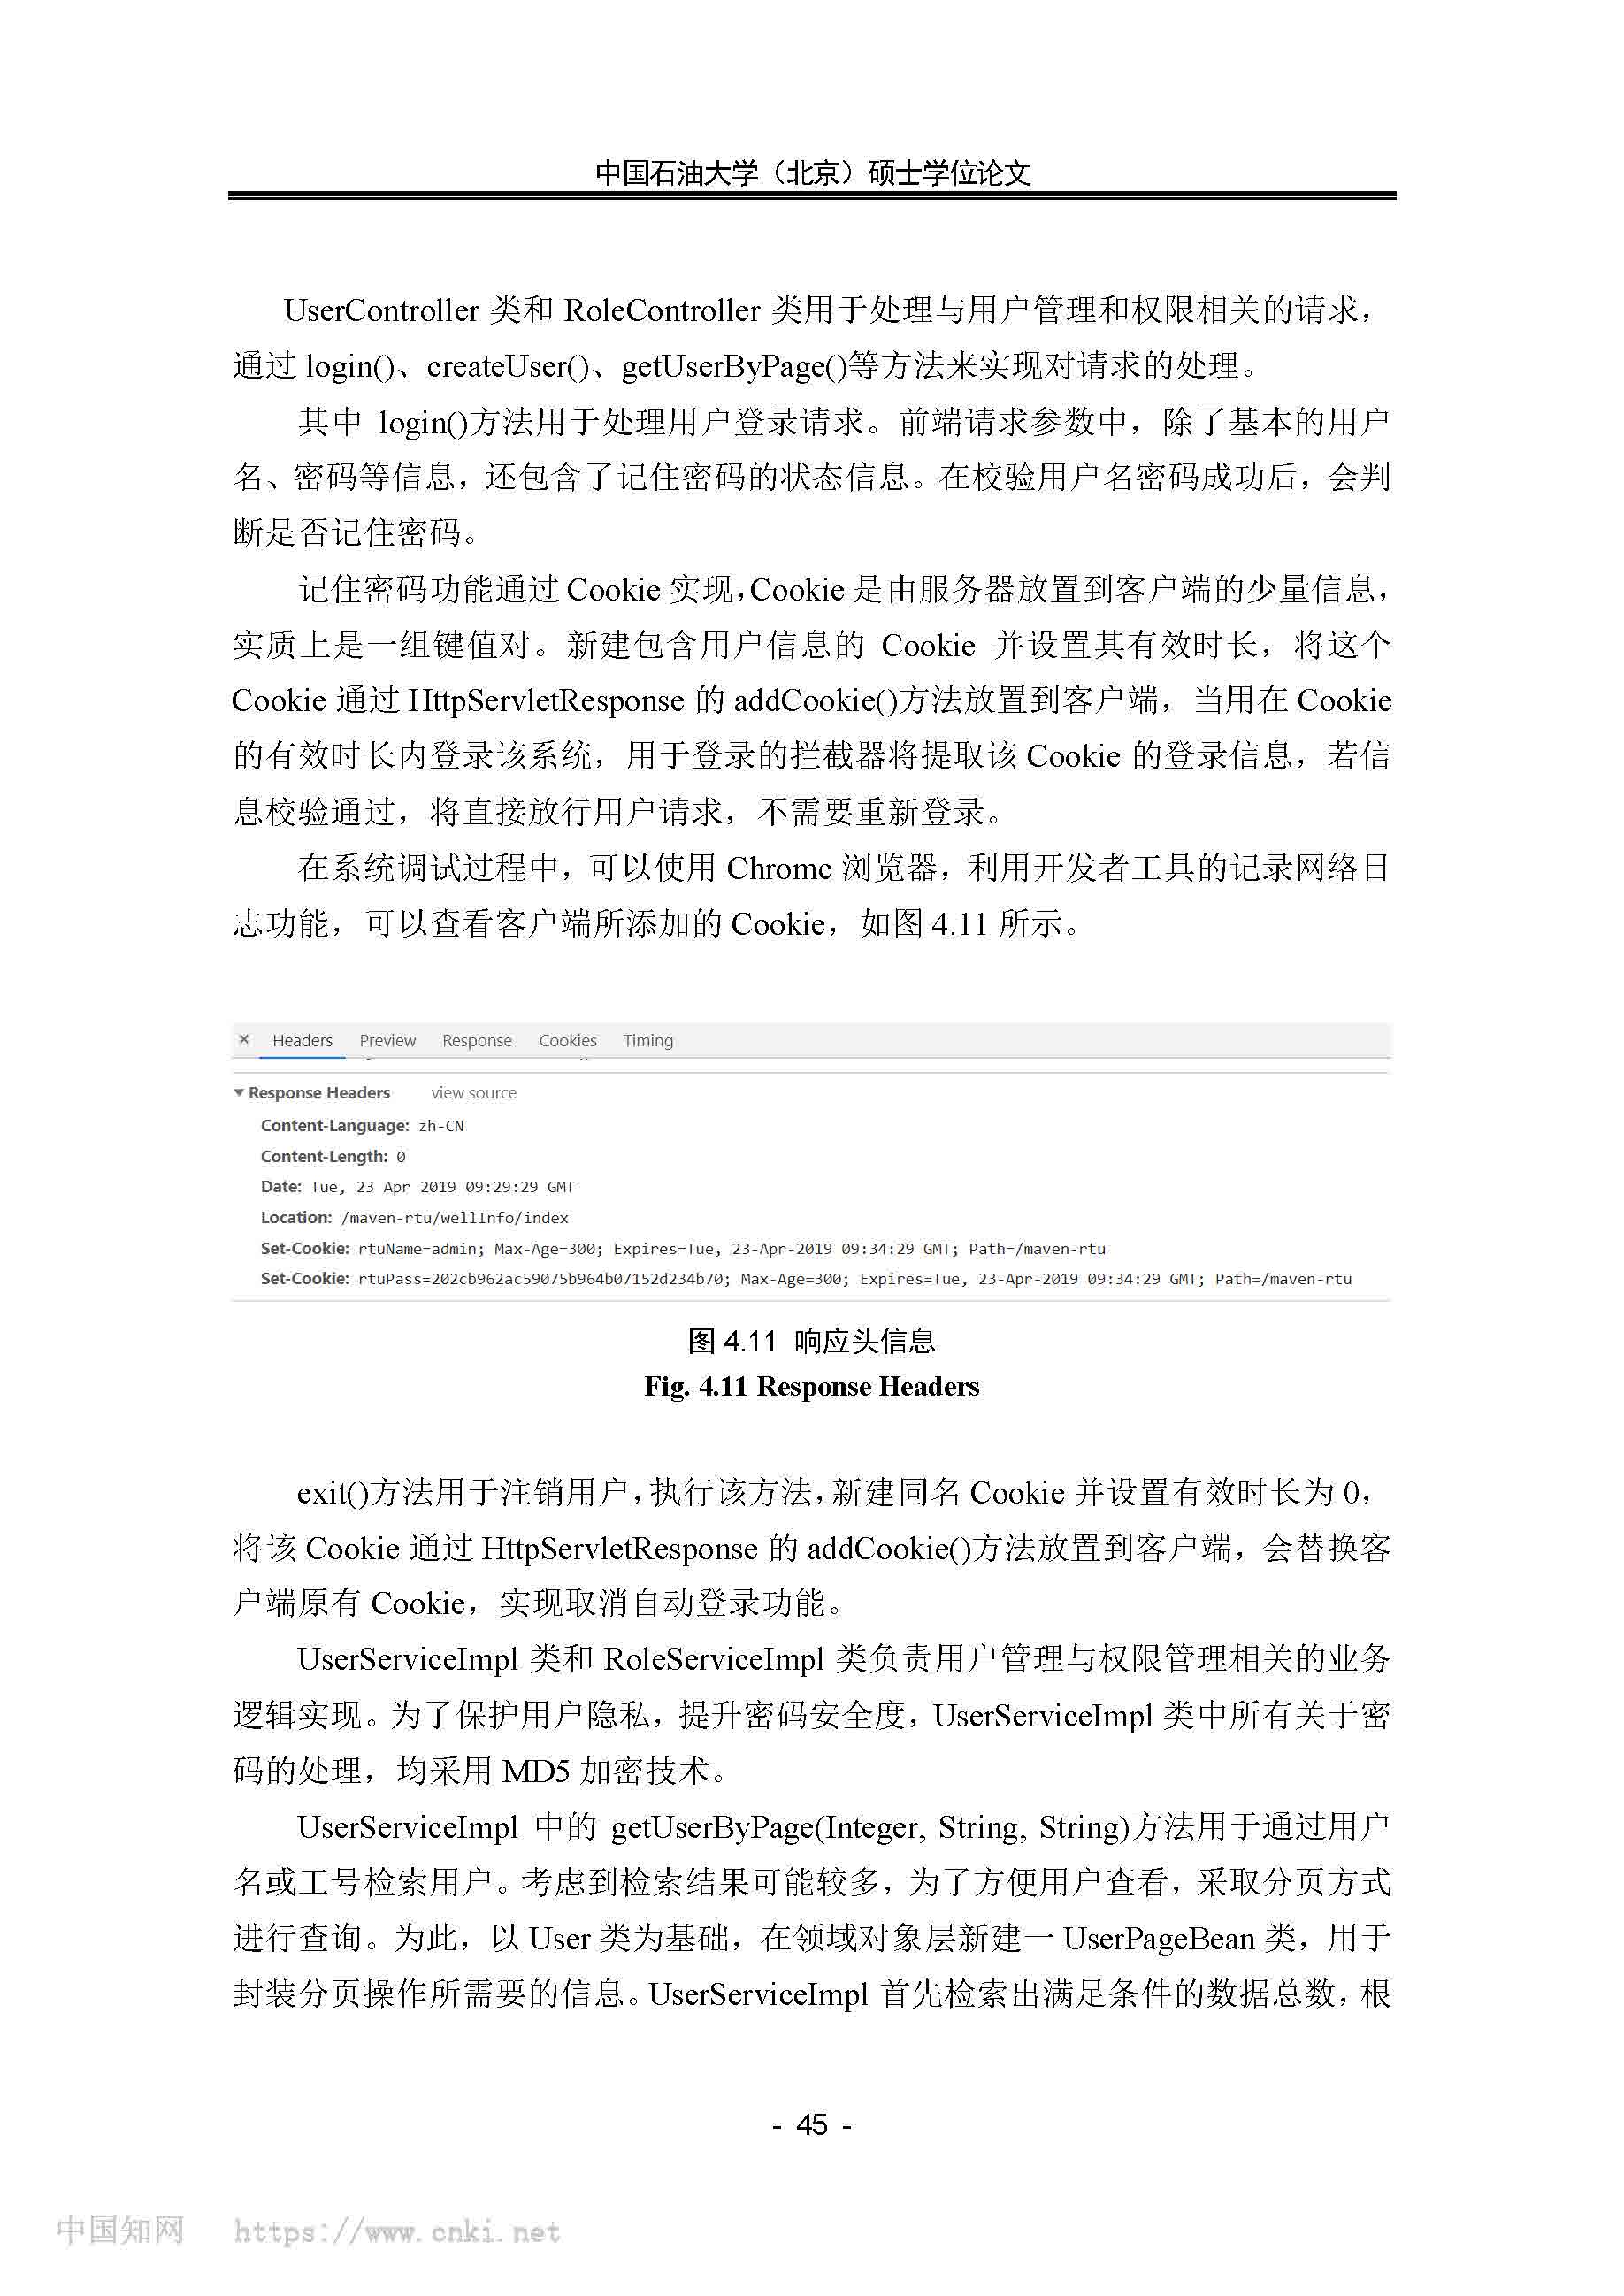 中国石油大学（北京）硕士学位论文
UserController 类和 RoleController 类用于处理与用户管理和权限相关的请求，
通过 login()、createUser()、getUserByPage()等方法来实现对请求的处理。
其中 login()方法用于处理用户登录请求。前端请求参数中，除了基本的用户
名、密码等信息，还包含了记住密码的状态信息。在校验用户名密码成功后，会判
断是否记住密码。
记住密码功能通过 Cookie 实现，Cookie 是由服务器放置到客户端的少量信息，
实质上是一组键值对。新建包含用户信息的 Cookie 并设置其有效时长，将这个
Cookie 通过 HttpServletResponse 的 addCookie()方法放置到客户端，当用在 Cookie
的有效时长内登录该系统，用于登录的拦截器将提取该 Cookie 的登录信息，若信
息校验通过，将直接放行用户请求，不需要重新登录。
在系统调试过程中，可以使用 Chrome 浏览器，利用开发者工具的记录网络日
志功能，可以查看客户端所添加的 Cookie，如图 4.11 所示。
× Headers Preview Response Cookies Timing
▼ Response Headers view source
Content-Language: zh-CN
Content-Length: 0
Date: Tue, 23 Apr 2019 09:29:29 GMT
Location: /maven-rtu/wellInfo/index
Set-Cookie: rtuName=admin; Max-Age=300; Expires=Tue, 23-Apr-2019 09:34:29 GMT; Path=/maven-rtu
Set-Cookie: rtuPass=202cb962ac59075b964b07152d234b70; Max-Age=300; Expires=Tue, 23-Apr-2019 09:34:29 GMT; Path=/maven-rtu
图 4.11 响应头信息
Fig. 4.11 Response Headers
exit()方法用于注销用户，执行该方法，新建同名 Cookie 并设置有效时长为 0，
将该 Cookie 通过 HttpServletResponse 的 addCookie()方法放置到客户端，会替换客
户端原有 Cookie，实现取消自动登录功能。
UserServiceImpl 类和 RoleServiceImpl 类负责用户管理与权限管理相关的业务
逻辑实现。为了保护用户隐私，提升密码安全度，UserServiceImpl 类中所有关于密
码的处理，均采用 MD5 加密技术。
UserServiceImpl 中的 getUserByPage(Integer, String, String)方法用于通过用户
名或工号检索用户。考虑到检索结果可能较多，为了方便用户查看，采取分页方式
进行查询。为此，以 User 类为基础，在领域对象层新建一 UserPageBean 类，用于
封装分页操作所需要的信息。UserServiceImpl 首先检索出满足条件的数据总数，根
- 45 -
中国知网 https://www.cnki.net